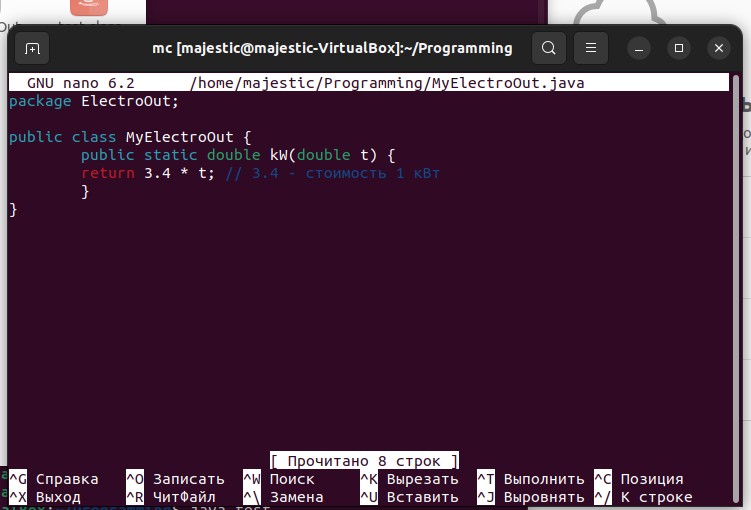 mc [majestic@majestic-VirtualBox]:~/Programming
GNU nano 6.2 /home/majestic/Programming/MyElectroOut.java
package ElectroOut;
public class MyElectroOut {
public static double kW(double t) {
return 3.4 * t; // 3.4 - стоимость 1 кВт
}
}
[ Прочитано 8 строк ]
^G Справка ^O Записать ^W Поиск ^K Вырезать ^T Выполнить ^C Позиция
^X Выход ^R ЧитФайл ^\ Замена ^U Вставить ^J Выровнять ^/ К строке